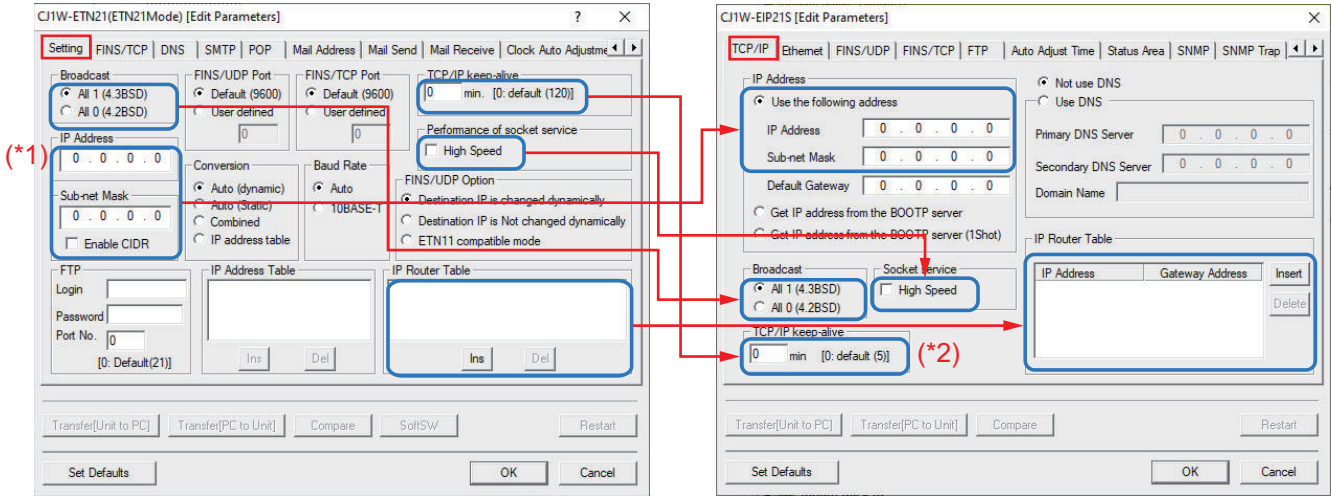 CJ1W-ETN21(ETN21Mode) [Edit Parameters]
Setting FINS/TCP DNS SMTP POP Mail Address Mail Send Mail Receive Clock Auto Adjustme
Broadcast
All 1 (4.3BSD)
All 0 (4.2BSD)
FINS/UDP Port
Default (9600)
User defined
0
FINS/TCP Port
Default (9600)
User defined
0
TCP/IP keep-alive
0 min. [0: default (120)]
(*1)
IP Address
0 . 0 . 0 . 0
Sub-net Mask
0 . 0 . 0 . 0
Enable CIDR
Conversion
Auto (dynamic)
Auto (Static)
Combined
IP address table
Baud Rate
Auto
10BASE-T
Performance of socket service
High Speed
FINS/UDP Option
Destination IP is changed dynamically
Destination IP is Not changed dynamically
ETN11 compatible mode
FTP
Login
Password
Port No. 0
[0: Default(21)]
IP Address Table
Ins Del
IP Router Table
Ins Del
Transfer[Unit to PC] Transfer[PC to Unit] Compare SoftSW Restart
Set Defaults OK Cancel
CJ1W-EIP21S [Edit Parameters]
TCP/IP Ethernet FINS/UDP FINS/TCP FTP Auto Adjust Time Status Area SNMP SNMP Trap
IP Address
Use the following address
IP Address 0 . 0 . 0 . 0
Sub-net Mask 0 . 0 . 0 . 0
Default Gateway 0 . 0 . 0 . 0
Get IP address from the BOOTP server
Get IP address from the BOOTP server (1Shot)
Not use DNS
Use DNS
Primary DNS Server 0 . 0 . 0 . 0
Secondary DNS Server 0 . 0 . 0 . 0
Domain Name
Broadcast
All 1 (4.3BSD)
All 0 (4.2BSD)
Socket service
High Speed
TCP/IP keep-alive
0 min [0: default (5)]
(*2)
IP Router Table
IP Address Gateway Address
Insert
Delete
Transfer[Unit to PC] Transfer[PC to Unit] Compare Restart
Set Defaults OK Cancel